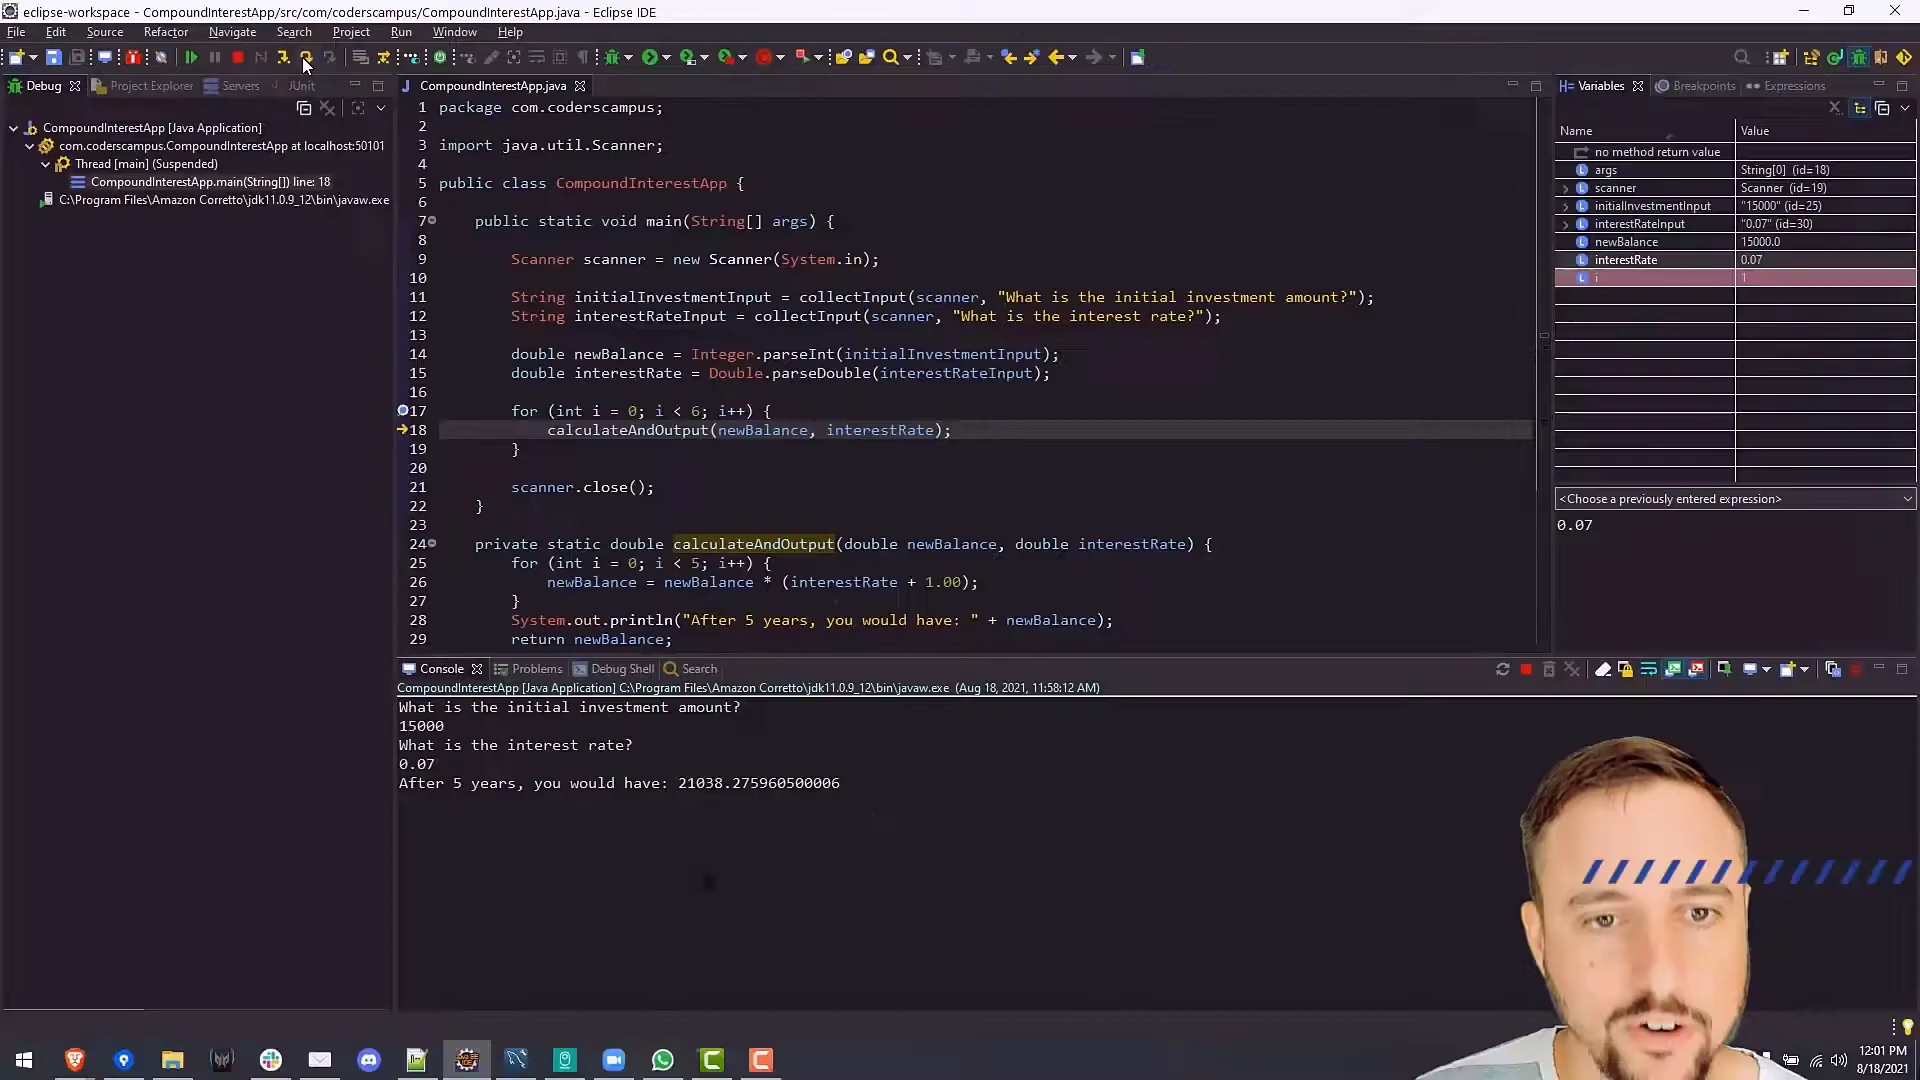 eclipse-workspace - CompoundInterestApp/src/com/coderscampus/CompoundInterestApp.java - Eclipse IDE
File Edit Source Refactor Navigate Search Project Run Window Help
Debug Project Explorer Servers JUnit
CompoundInterestApp [Java Application]
com.coderscampus.CompoundInterestApp at localhost:50101
Thread [main] (Suspended)
CompoundInterestApp.main(String[]) line: 18
C:\Program Files\Amazon Corretto\jdk11.0.9_12\bin\javaw.exe
CompoundInterestApp.java
1 package com.coderscampus;
2
3 import java.util.Scanner;
4
5 public class CompoundInterestApp {
6
7 public static void main(String[] args) {
8
9 Scanner scanner = new Scanner(System.in);
10
11 String initialInvestmentInput = collectInput(scanner, "What is the initial investment amount?");
12 String interestRateInput = collectInput(scanner, "What is the interest rate?");
13
14 double newBalance = Integer.parseInt(initialInvestmentInput);
15 double interestRate = Double.parseDouble(interestRateInput);
16
17 for (int i = 0; i < 6; i++) {
18 calculateAndOutput(newBalance, interestRate);
19 }
20
21 scanner.close();
22 }
23
24 private static double calculateAndOutput(double newBalance, double interestRate) {
25 for (int i = 0; i < 5; i++) {
26 newBalance = newBalance * (interestRate + 1.00);
27 }
28 System.out.println("After 5 years, you would have: " + newBalance);
29 return newBalance;
Variables Breakpoints Expressions
Name Value
no method return value
args String[0] (id=18)
scanner Scanner (id=19)
initialInvestmentInput "15000" (id=25)
interestRateInput "0.07" (id=30)
newBalance 15000.0
interestRate 0.07
i 1
<Choose a previously entered expression>
0.07
Console Problems Debug Shell Search
CompoundInterestApp [Java Application] C:\Program Files\Amazon Corretto\jdk11.0.9_12\bin\javaw.exe (Aug 18, 2021, 11:58:12 AM)
What is the initial investment amount?
15000
What is the interest rate?
0.07
After 5 years, you would have: 21038.275960500006
12:01 PM
8/18/2021